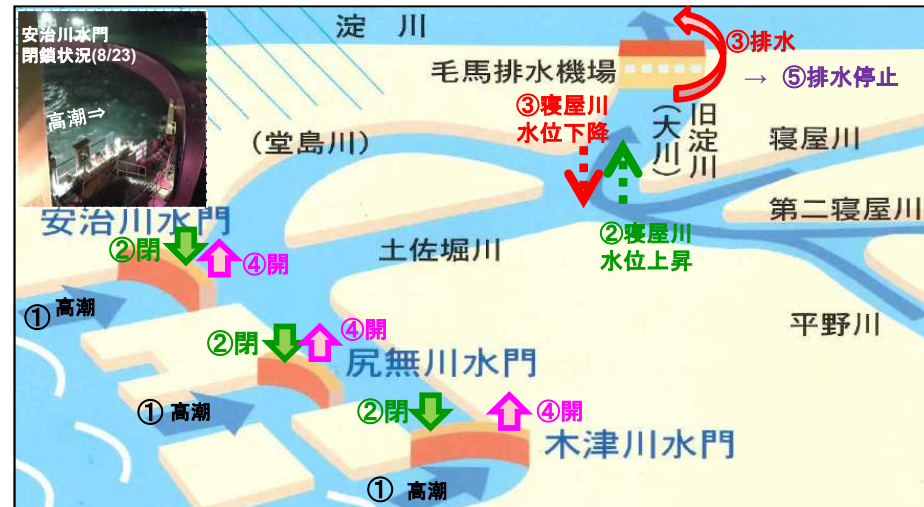 安治川水門
閉鎖状況(8/23)
高潮⇒
淀 川
毛馬排水機場
③排水
→ ⑤排水停止
③寝屋川
水位下降
旧淀川
(大川)
寝屋川
(堂島川)
第二寝屋川
安治川水門
②閉
④開
土佐堀川
②寝屋川
水位上昇
平野川
① 高潮
②閉
④開
尻無川水門
① 高潮
②閉
④開
木津川水門
① 高潮